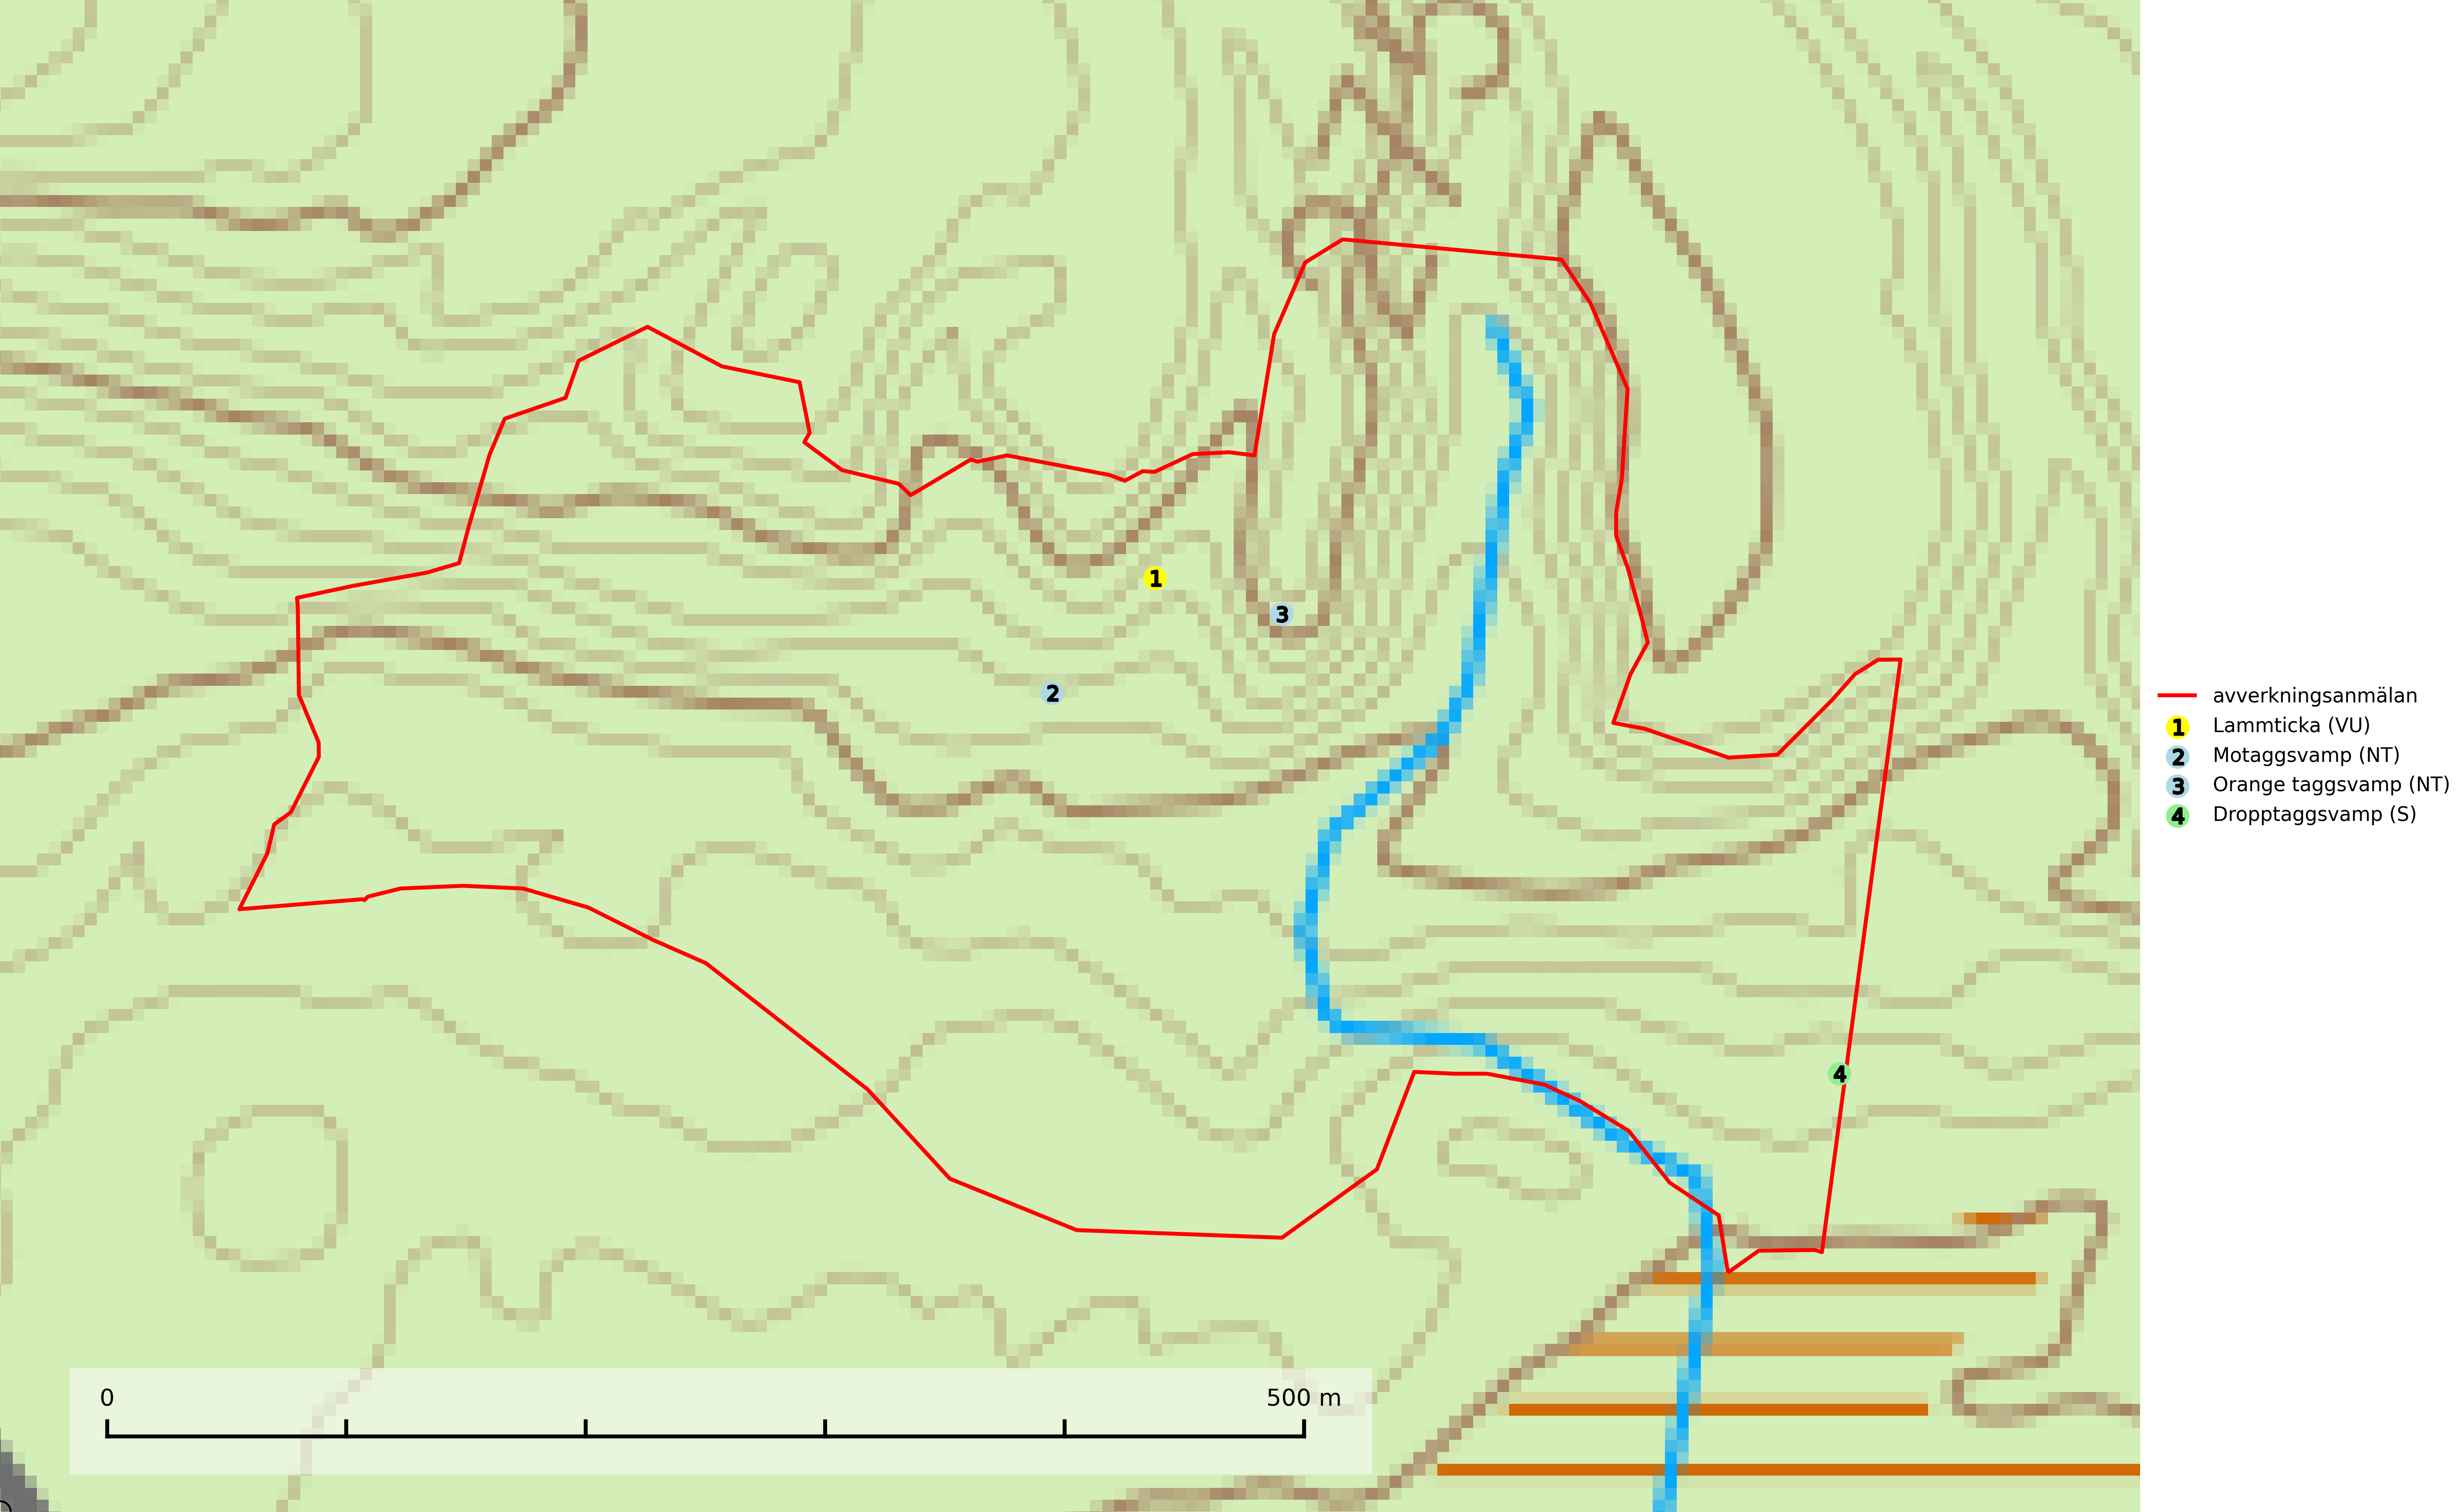 1
3
2
4
0
500 m
avverkningsanmälan
1 Lammticka (VU)
2 Motaggsvamp (NT)
3 Orange taggsvamp (NT)
4 Dropptaggsvamp (S)